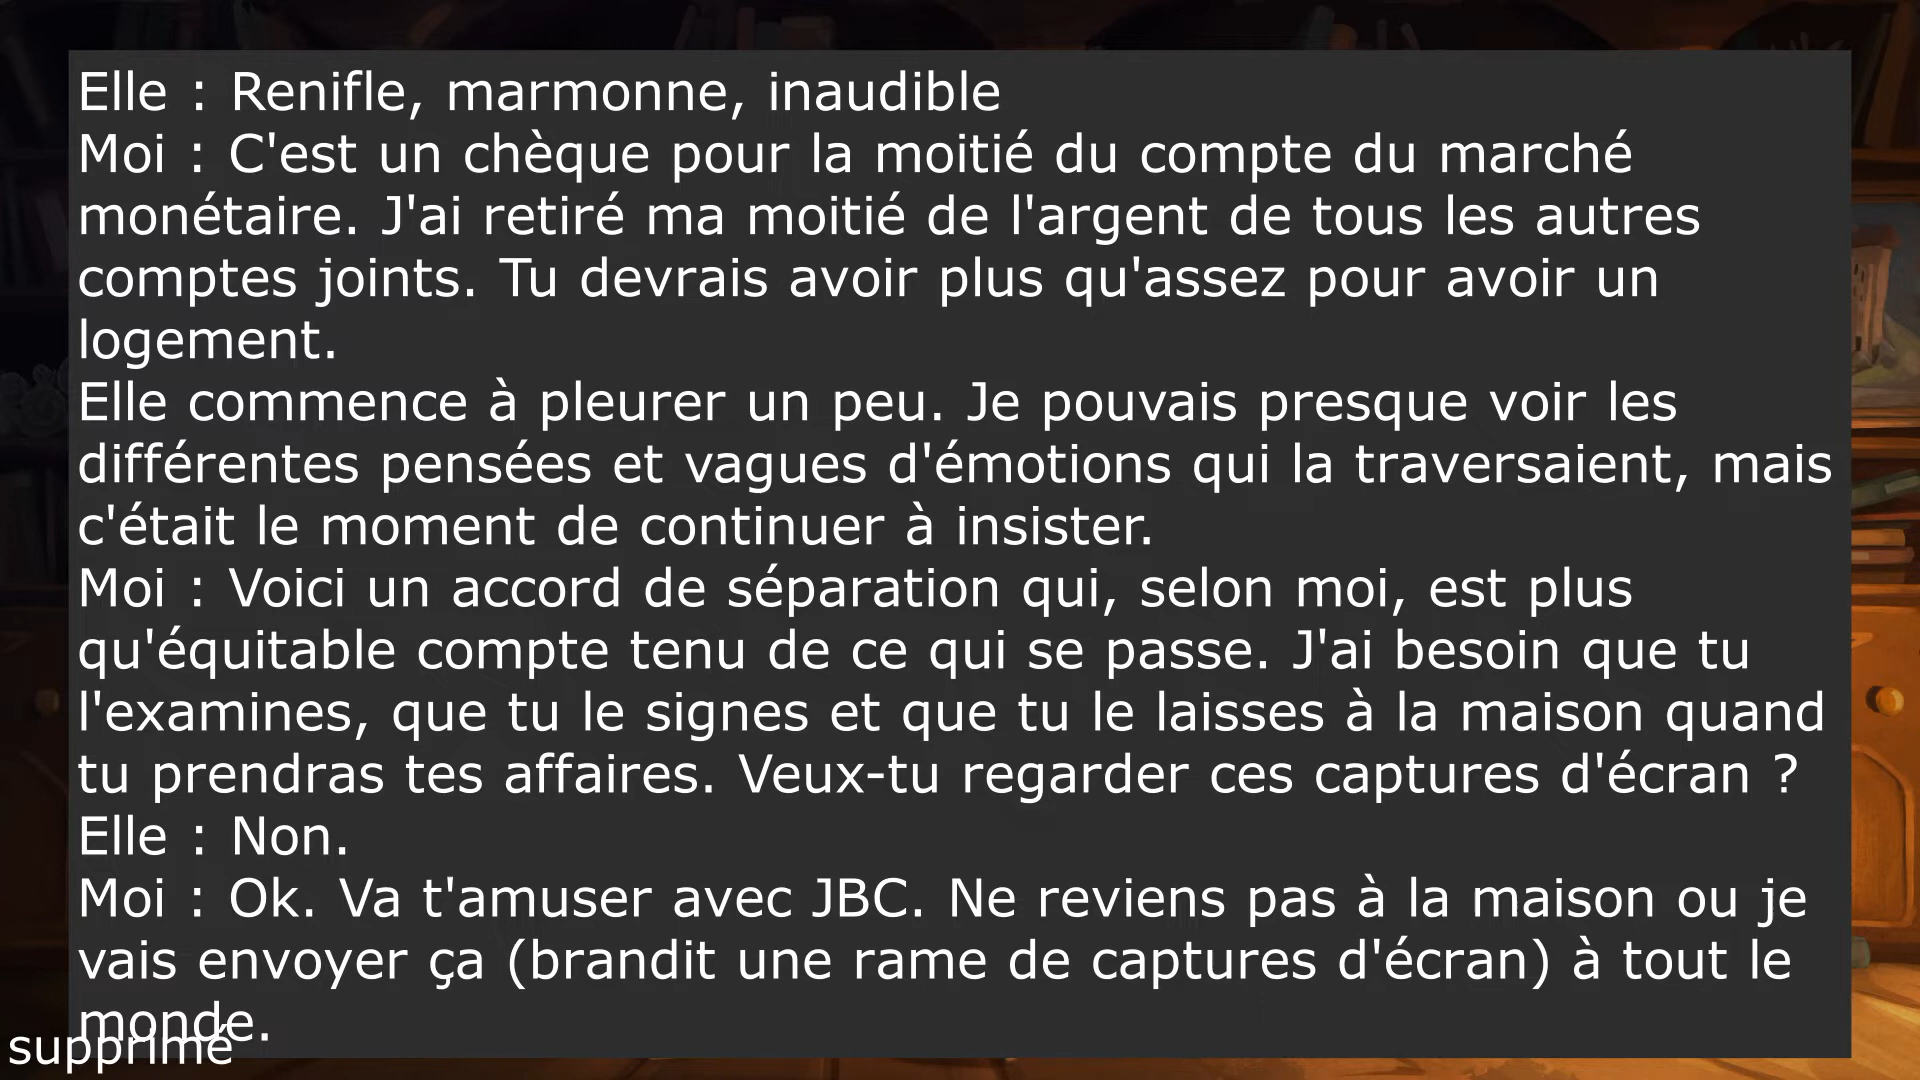 Elle : Renifle, marmonne, inaudible
Moi : C'est un chèque pour la moitié du compte du marché
monétaire. J'ai retiré ma moitié de l'argent de tous les autres
comptes joints. Tu devrais avoir plus qu'assez pour avoir un
logement.
Elle commence à pleurer un peu. Je pouvais presque voir les
différentes pensées et vagues d'émotions qui la traversaient, mais
c'était le moment de continuer à insister.
Moi : Voici un accord de séparation qui, selon moi, est plus
qu'équitable compte tenu de ce qui se passe. J'ai besoin que tu
l'examines, que tu le signes et que tu le laisses à la maison quand
tu prendras tes affaires. Veux-tu regarder ces captures d'écran ?
Elle : Non.
Moi : Ok. Va t'amuser avec JBC. Ne reviens pas à la maison ou je
vais envoyer ça (brandit une rame de captures d'écran) à tout le
monde.
supprimé